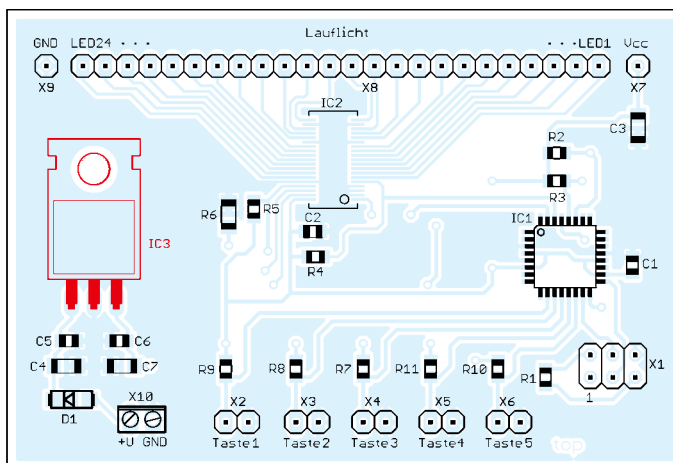 Lauflicht
GND LED24 · · · · · · LED1 Vcc
X9 X8 X7
IC2
C3
R2
R3
R6 R5
C2
R4
IC1
IC3
C1
C5 C6
C4 C7
R9 R8 R7 R11 R10 R1
X1
1
D1
X10
+U GND
X2 X3 X4 X5 X6
Taste1 Taste2 Taste3 Taste4 Taste5
top